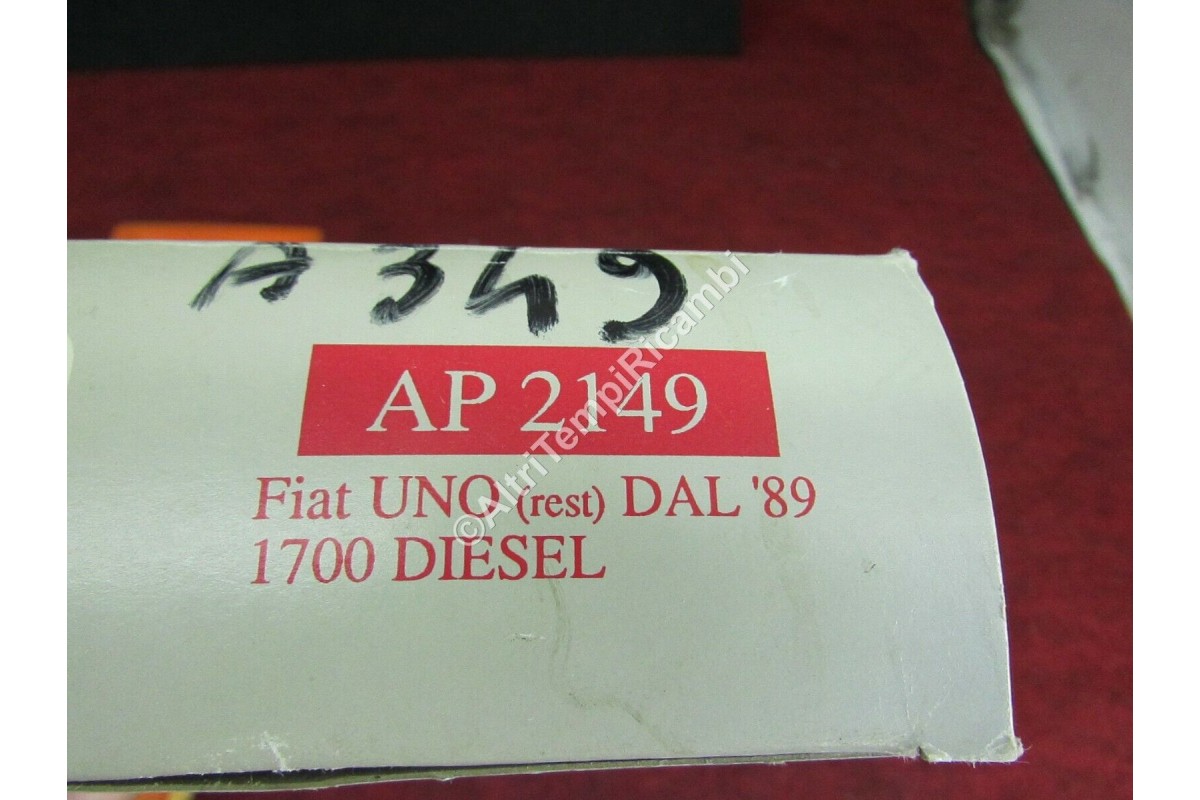 A349
AP 2149
Fiat UNO (rest) DAL '89
1700 DIESEL
©AltriTempiRicambi